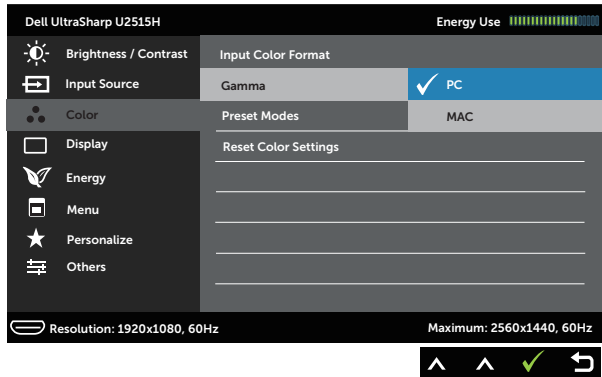 Dell UltraSharp U2515H Energy Use
Brightness / Contrast Input Color Format
Input Source Gamma PC
Color Preset Modes MAC
Display Reset Color Settings
Energy
Menu
Personalize
Others
Resolution: 1920x1080, 60Hz Maximum: 2560x1440, 60Hz